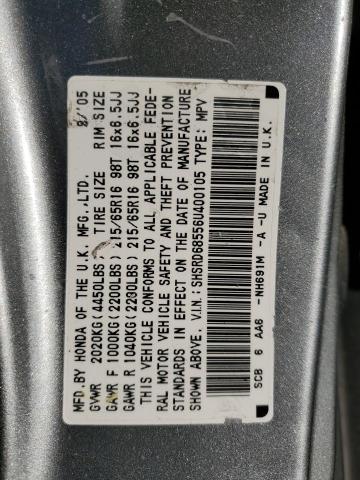 MFD.BY HONDA OF THE U.K. MFG.,LTD. 8/'05
GVWR 2020KG(4450LBS) TIRE SIZE RIM SIZE
GAWR F 1000KG(2200LBS) 215/65R16 98T 16x6.5JJ
GAWR R 1040KG(2290LBS) 215/65R16 98T 16x6.5JJ
THIS VEHICLE CONFORMS TO ALL APPLICABLE FEDE-
RAL MOTOR VEHICLE SAFETY AND THEFT PREVENTION
STANDARDS IN EFFECT ON THE DATE OF MANUFACTURE
SHOWN ABOVE. V.I.N.: SHSRD68556U400105 TYPE: MPV
SCB 6 AA6 -NH691M -A -U MADE IN U.K.